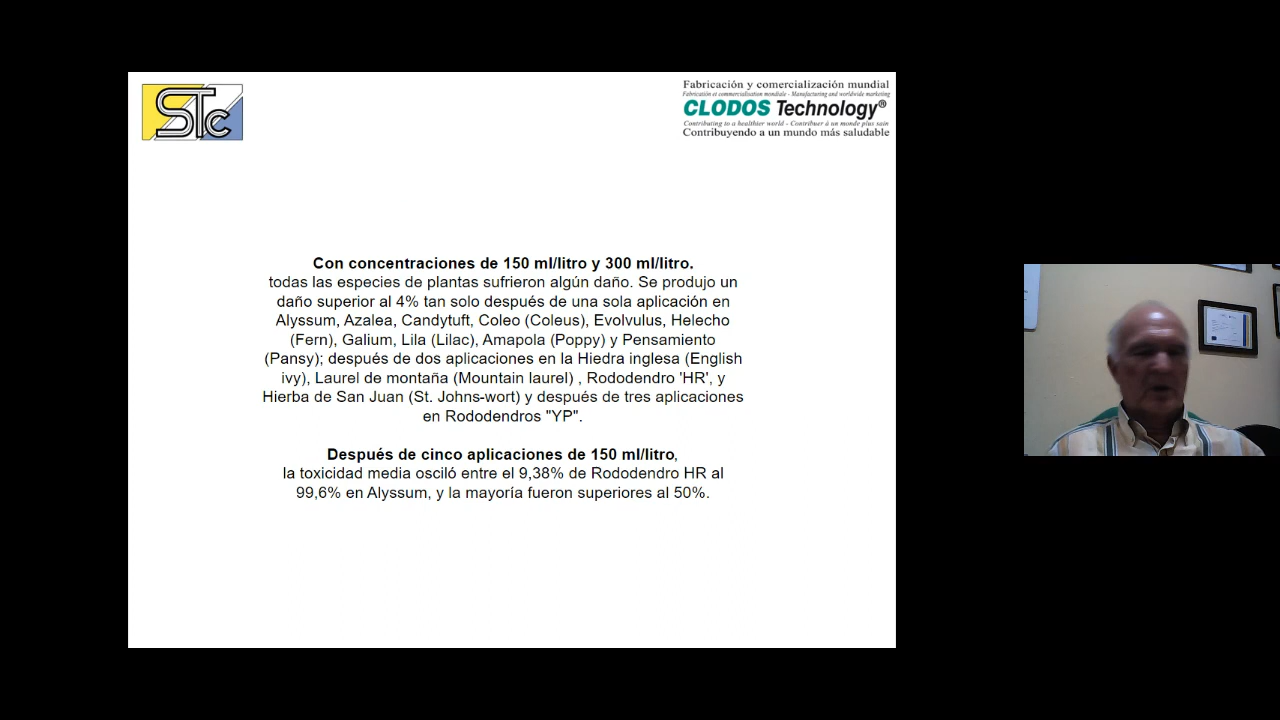 STc
Fabricación y comercialización mundial
Fabricatión et commercialisation mondiale - Manufacturing and worldwide marketing
CLODOS Technology®
Contributing to a healthier world - Contribuer à un monde plus sain
Contribuyendo a un mundo más saludable
Con concentraciones de 150 ml/litro y 300 ml/litro.
todas las especies de plantas sufrieron algún daño. Se produjo un
daño superior al 4% tan solo después de una sola aplicación en
Alyssum, Azalea, Candytuft, Coleo (Coleus), Evolvulus, Helecho
(Fern), Galium, Lila (Lilac), Amapola (Poppy) y Pensamiento
(Pansy); después de dos aplicaciones en la Hiedra inglesa (English
ivy), Laurel de montaña (Mountain laurel) , Rododendro 'HR', y
Hierba de San Juan (St. Johns-wort) y después de tres aplicaciones
en Rododendros "YP".
Después de cinco aplicaciones de 150 ml/litro,
la toxicidad media osciló entre el 9,38% de Rododendro HR al
99,6% en Alyssum, y la mayoría fueron superiores al 50%.